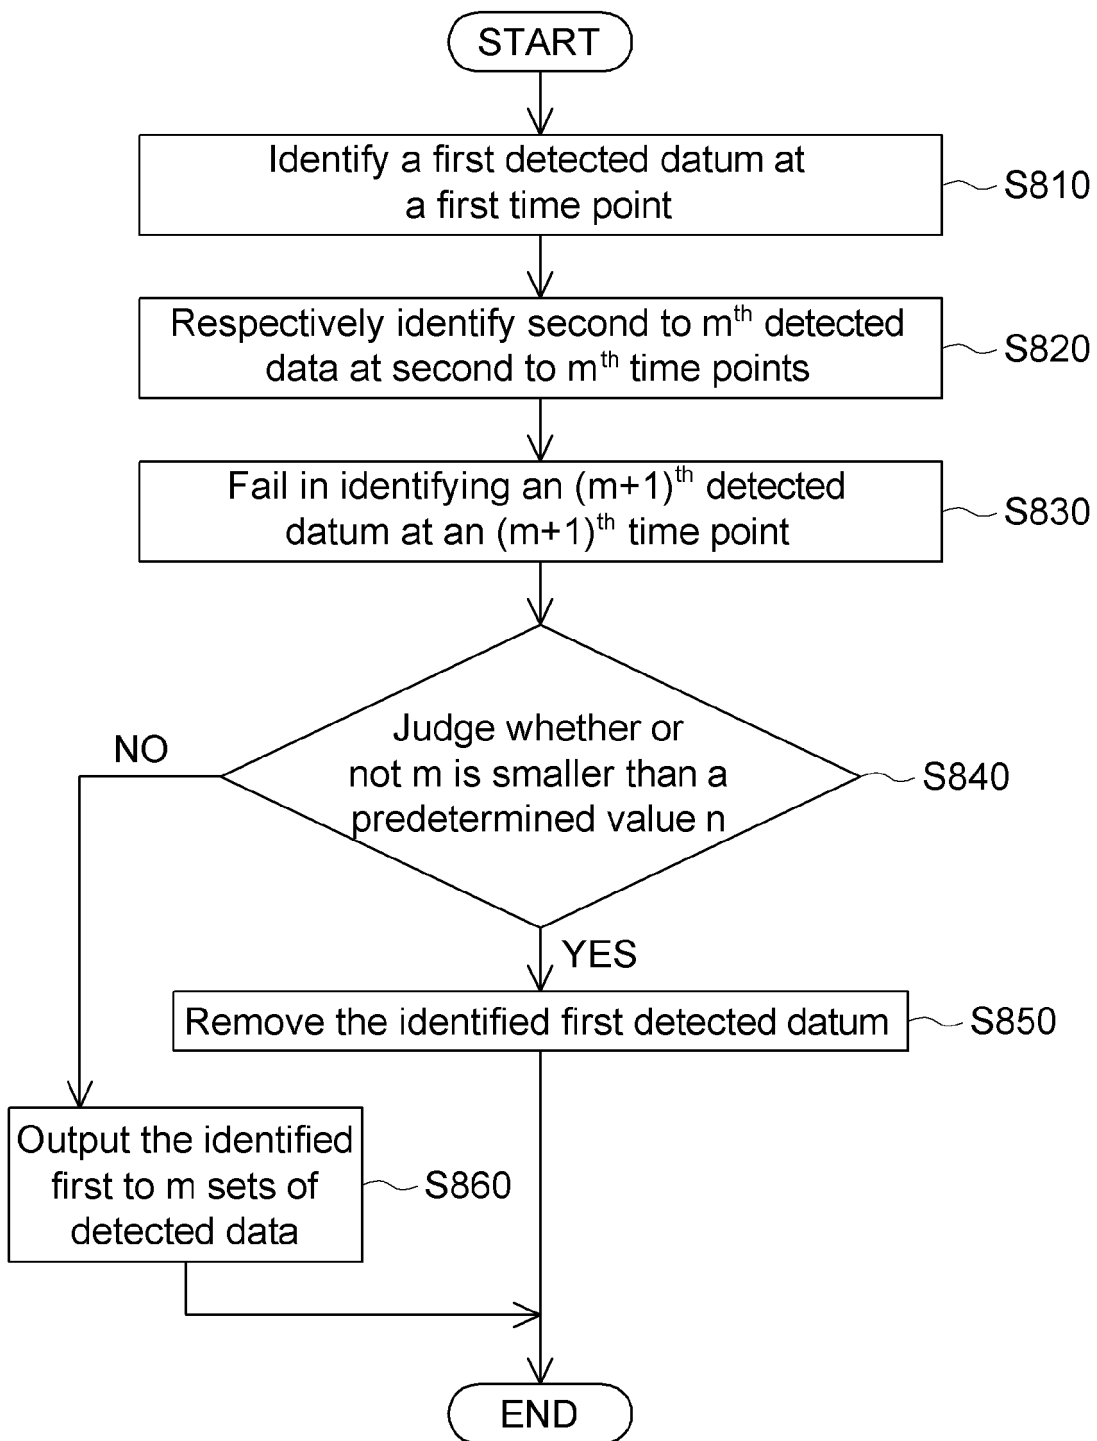 START
Identify a first detected datum at
a first time point
S810
Respectively identify second to mth detected
data at second to mth time points
S820
Fail in identifying an (m+1)th detected
datum at an (m+1)th time point
S830
Judge whether or
not m is smaller than a
predetermined value n
S840
NO
YES
Remove the identified first detected datum
S850
Output the identified
first to m sets of
detected data
S860
END